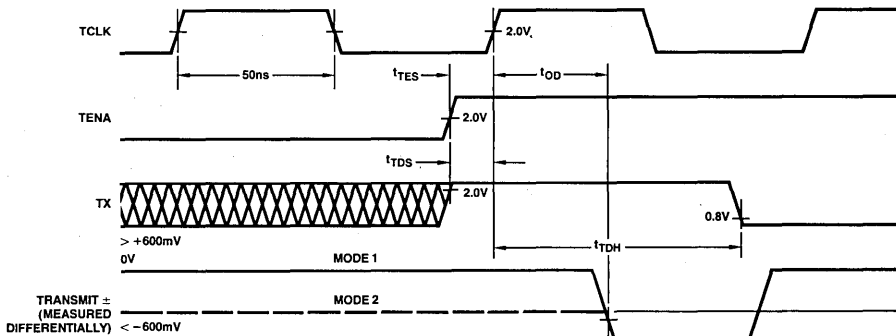 TCLK
2.0V
50ns
tTES
tOD
TENA
2.0V
tTDS
TX
2.0V
0.8V
> +600mV
tTDH
0V
MODE 1
TRANSMIT ±
(MEASURED
DIFFERENTIALLY)
MODE 2
< −600mV